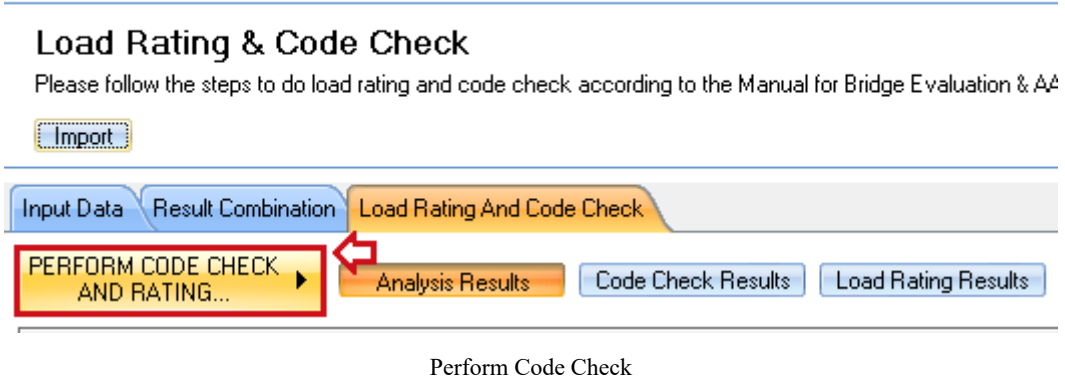 Load Rating & Code Check
Please follow the steps to do load rating and code check according to the Manual for Bridge Evaluation &
Import
Input Data Result Combination Load Rating And Code Check
PERFORM CODE CHECK
AND RATING...
Analysis Results Code Check Results Load Rating Results
Perform Code Check